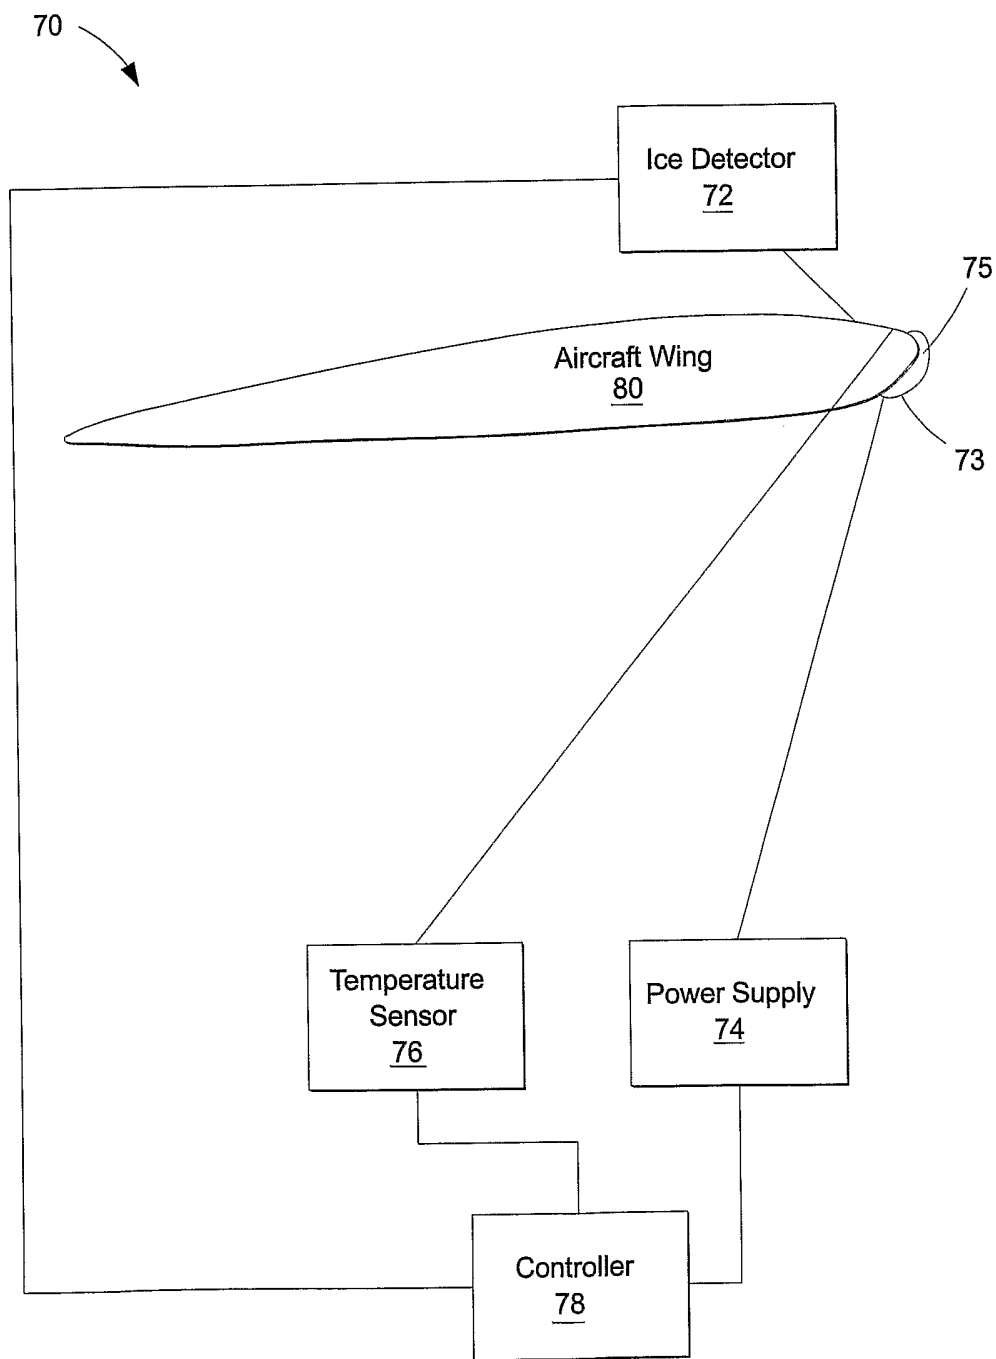 70
Ice Detector
72
75
Aircraft Wing
80
73
Temperature
Sensor
76
Power Supply
74
Controller
78